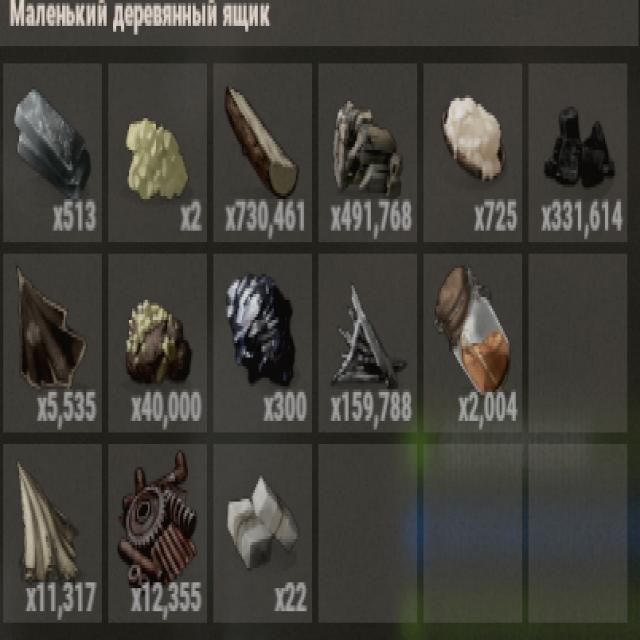 Маленький деревянный ящик
x513 x2 x730,461 x491,768 x725 x331,614
x5,535 x40,000 x300 x159,788 x2,004
x11,317 x12,355 x22